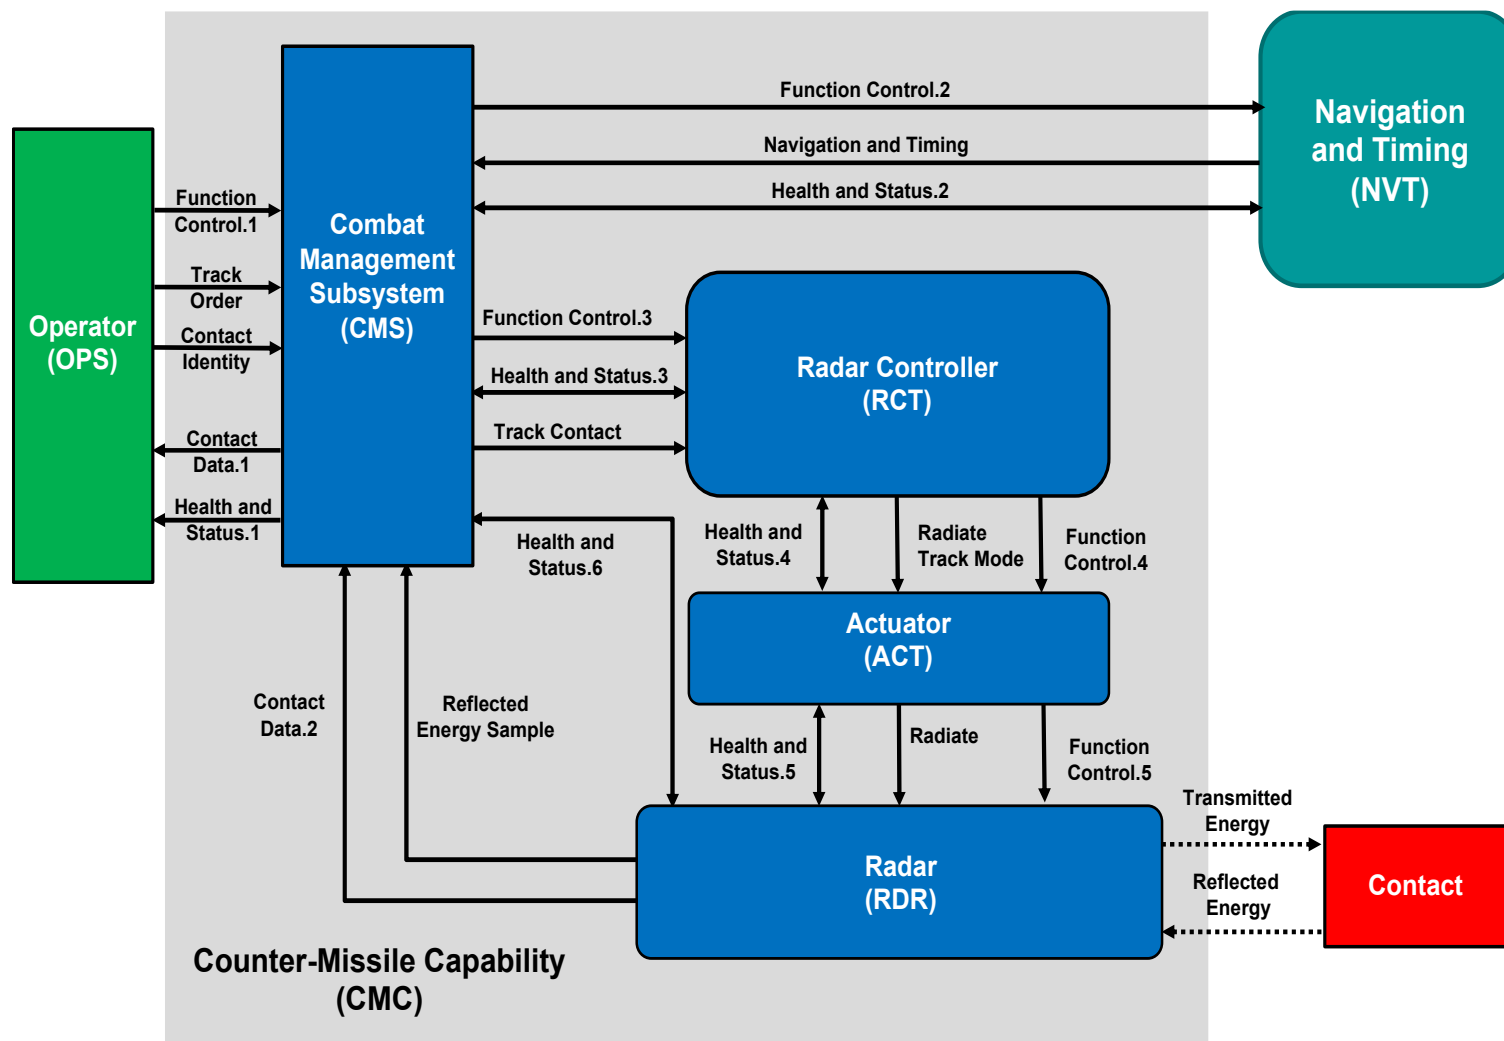 Function Control.2
Navigation
and Timing
(NVT)
Navigation and Timing
Health and Status.2
Function
Control.1
Track
Order
Contact
Identity
Contact
Data.1
Health and
Status.1
Operator
(OPS)
Combat
Management
Subsystem
(CMS)
Function Control.3
Health and Status.3
Track Contact
Radar Controller
(RCT)
Health and
Status.6
Health and
Status.4
Radiate
Track Mode
Function
Control.4
Actuator
(ACT)
Contact
Data.2
Reflected
Energy Sample
Health and
Status.5
Radiate
Function
Control.5
Transmitted
Energy
Reflected
Energy
Radar
(RDR)
Contact
Counter-Missile Capability
(CMC)